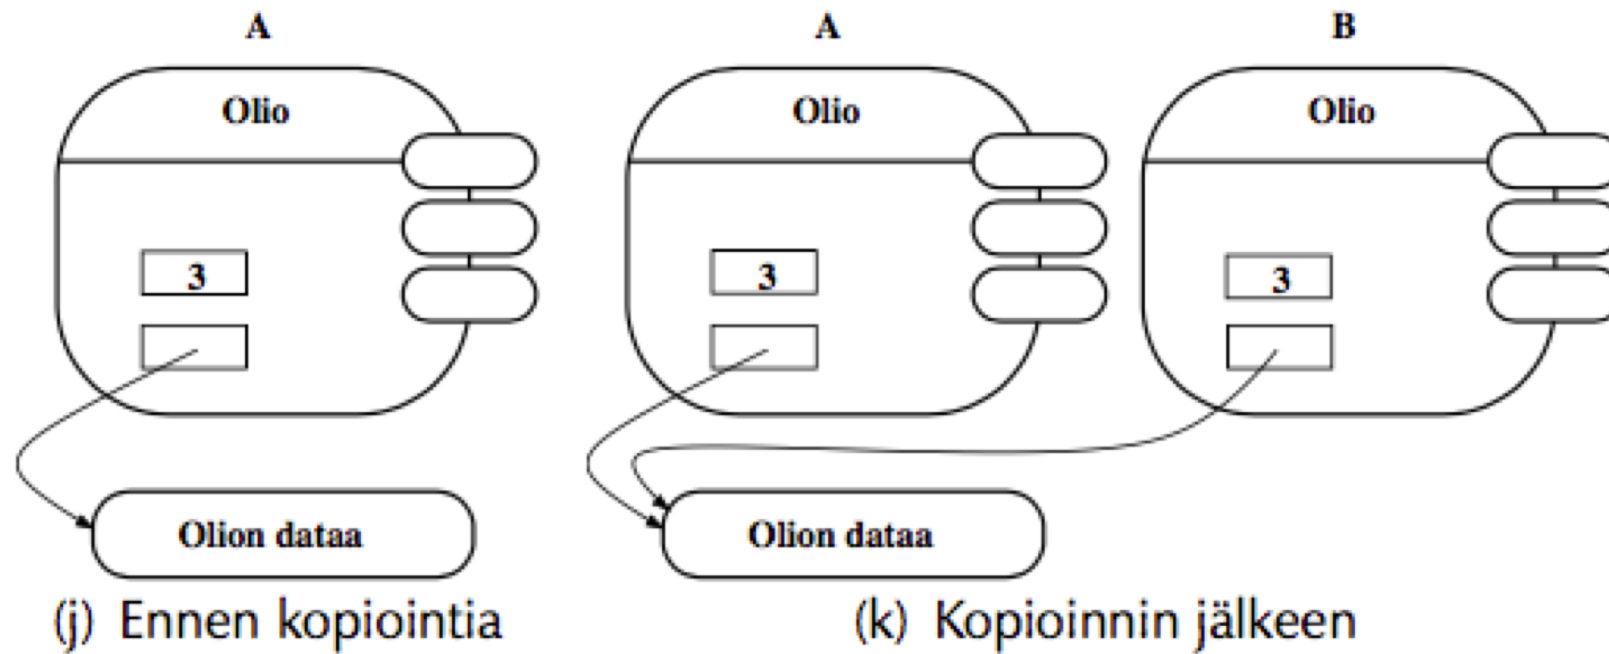 A
Olio
3
Olion dataa
(j) Ennen kopiointia
A
B
Olio
Olio
3
3
Olion dataa
(k) Kopioinnin jälkeen